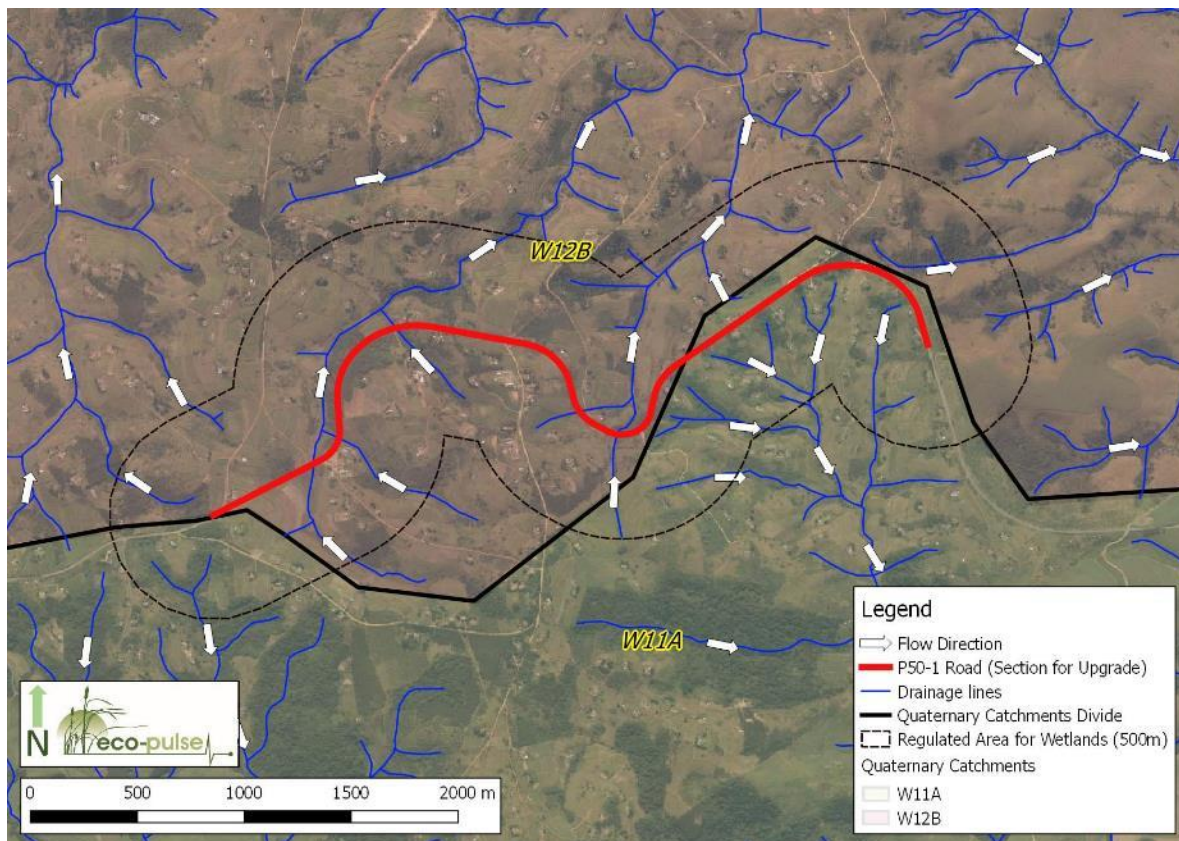 W12B
W11A
N
eco-pulse
0 500 1000 1500 2000 m
Legend
Flow Direction
P50-1 Road (Section for Upgrade)
Drainage lines
Quaternary Catchments Divide
Regulated Area for Wetlands (500m)
Quaternary Catchments
W11A
W12B